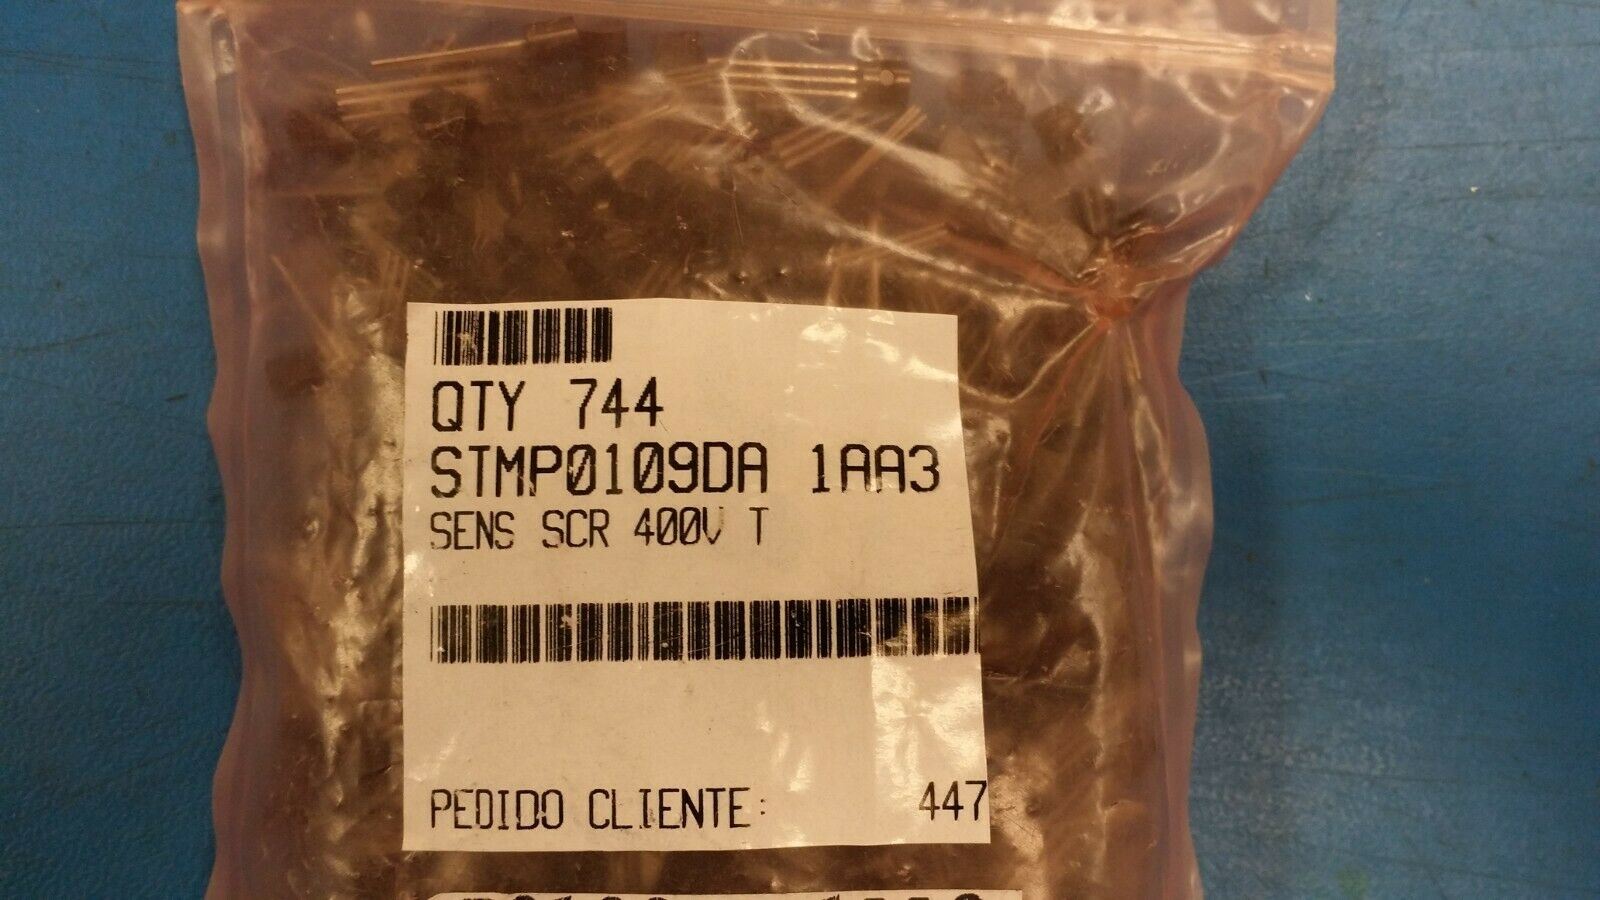 QTY 744
STMP0109DA 1AA3
SENS SCR 400V T
PEDIDO CLIENTE: 447